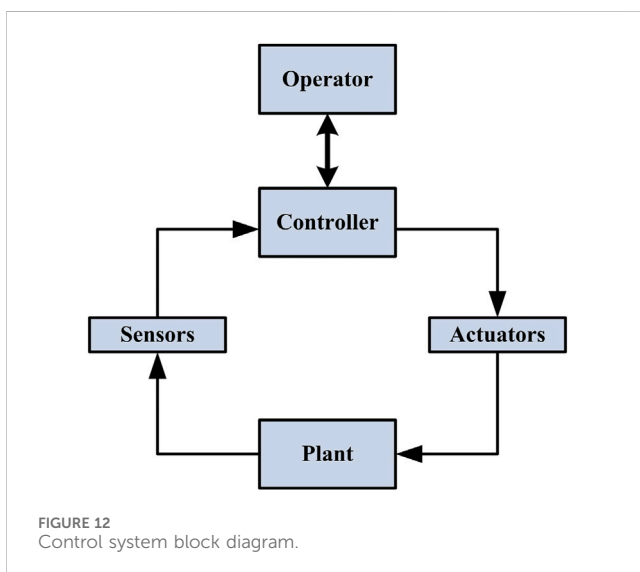 Operator
Controller
Sensors
Actuators
Plant
FIGURE 12
Control system block diagram.